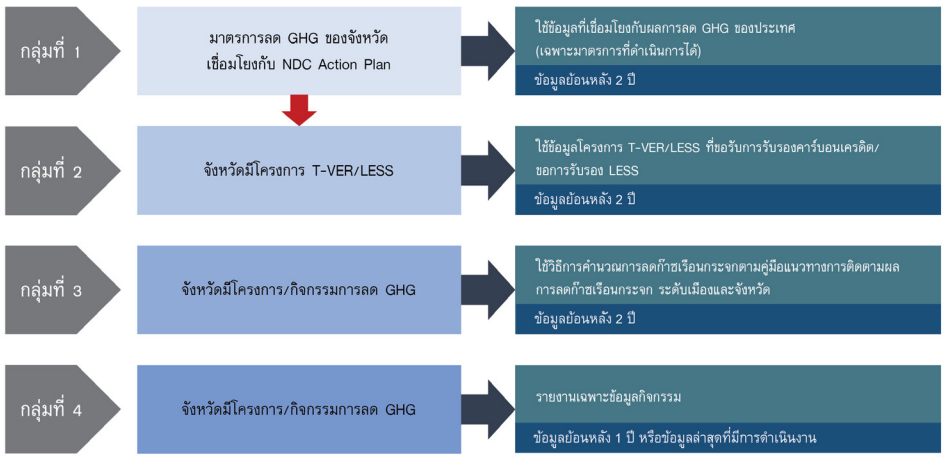 กลุ่มที่ 1
มาตรการลด GHG ของจังหวัด
เชื่อมโยงกับ NDC Action Plan
ใช้ข้อมูลที่เชื่อมโยงกับผลการลด GHG ของประเทศ
(เฉพาะมาตรการที่ดำเนินการได้)
ข้อมูลย้อนหลัง 2 ปี
กลุ่มที่ 2
จังหวัดมีโครงการ T-VER/LESS
ใช้ข้อมูลโครงการ T-VER/LESS ที่ขอรับการรับรองคาร์บอนเครดิต/
ขอการรับรอง LESS
ข้อมูลย้อนหลัง 2 ปี
กลุ่มที่ 3
จังหวัดมีโครงการ/กิจกรรมการลด GHG
ใช้วิธีการคำนวณการลดก๊าซเรือนกระจกตามคู่มือแนวทางการติดตามผล
การลดก๊าซเรือนกระจก ระดับเมืองและจังหวัด
ข้อมูลย้อนหลัง 2 ปี
กลุ่มที่ 4
จังหวัดมีโครงการ/กิจกรรมการลด GHG
รายงานเฉพาะข้อมูลกิจกรรม
ข้อมูลย้อนหลัง 1 ปี หรือข้อมูลล่าสุดที่มีการดำเนินงาน